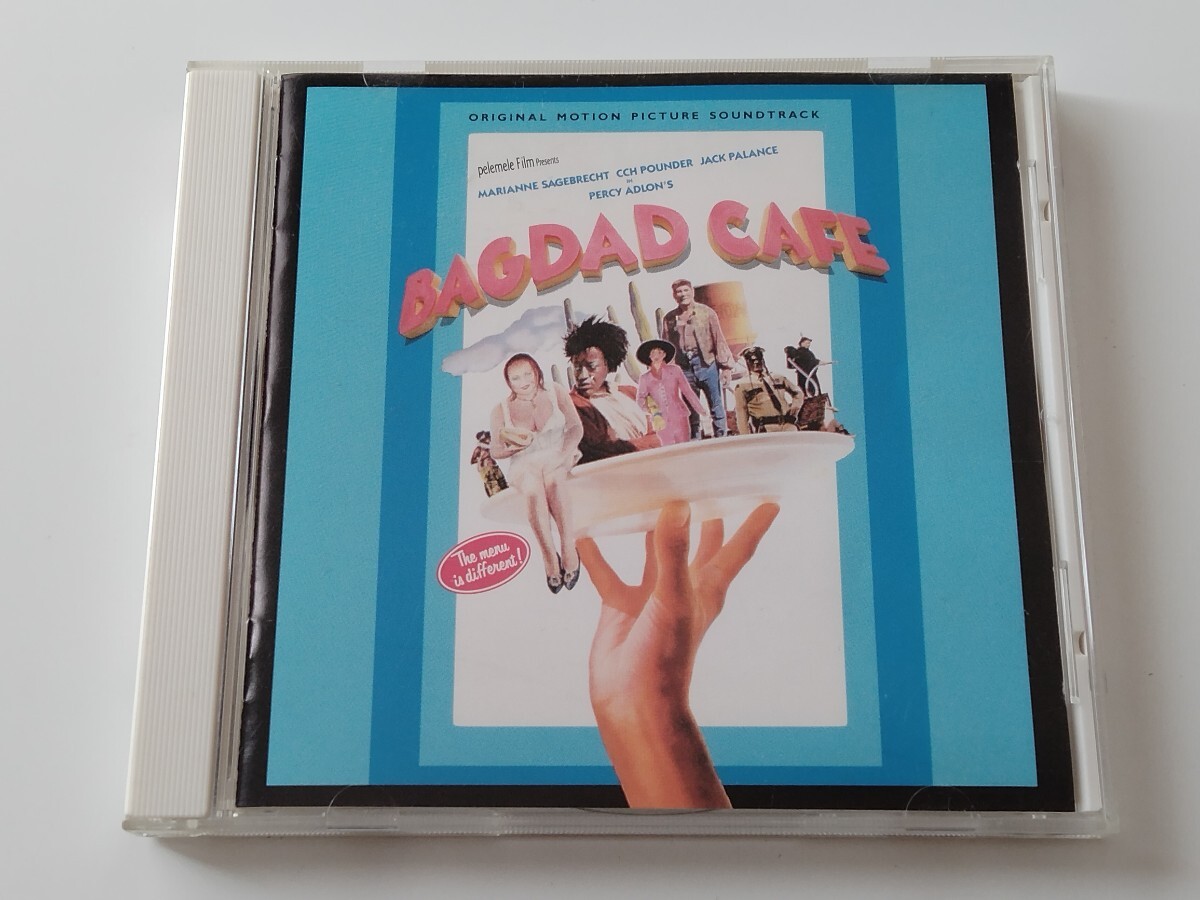 ORIGINAL MOTION PICTURE SOUNDTRACK
pelemele Film Presents
MARIANNE SAGEBRECHT CCH POUNDER JACK PALANCE
in
PERCY ADLON'S
BAGDAD CAFE
The menu
is different!